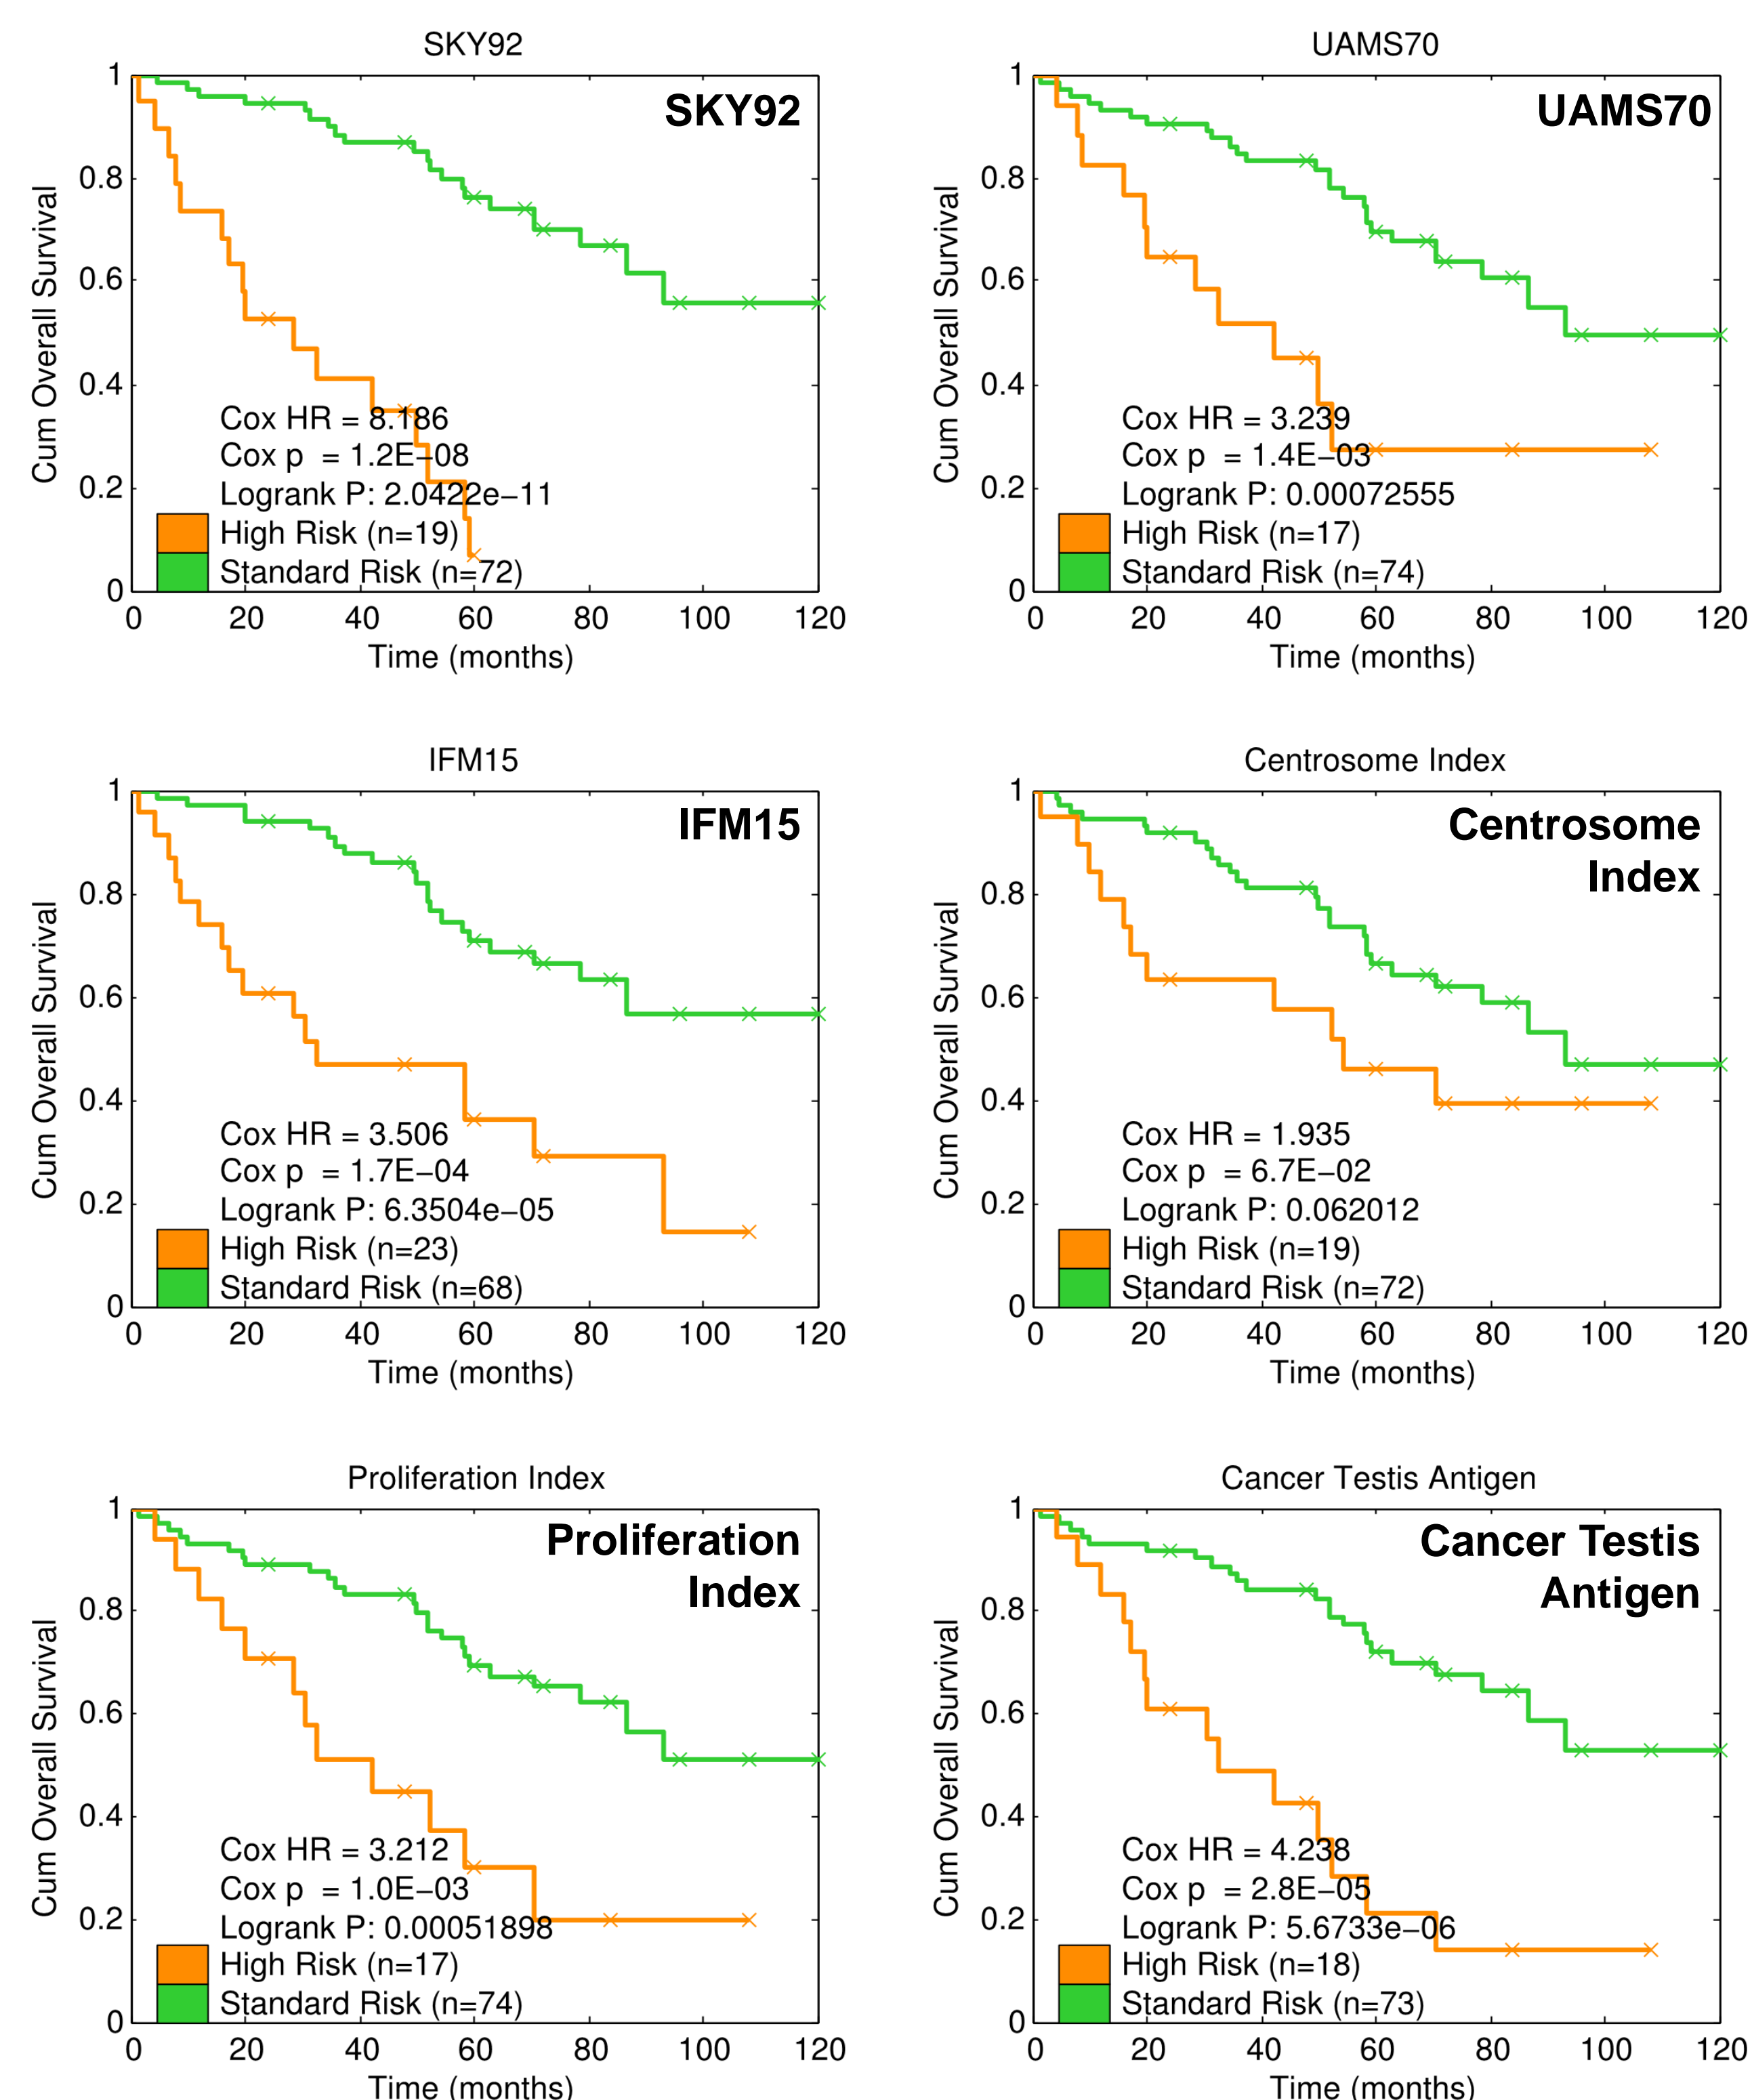 SKY92
SKY92
Cum Overall Survival
1
0.8
0.6
0.4
0.2
0
Cox HR = 8.186
Cox p = 1.2E−08
Logrank P: 2.0422e−11
High Risk (n=19)
Standard Risk (n=72)
0 20 40 60 80 100 120
Time (months)
UAMS70
UAMS70
Cum Overall Survival
1
0.8
0.6
0.4
0.2
0
Cox HR = 3.239
Cox p = 1.4E−03
Logrank P: 0.00072555
High Risk (n=17)
Standard Risk (n=74)
0 20 40 60 80 100 120
Time (months)
IFM15
IFM15
Cum Overall Survival
1
0.8
0.6
0.4
0.2
0
Cox HR = 3.506
Cox p = 1.7E−04
Logrank P: 6.3504e−05
High Risk (n=23)
Standard Risk (n=68)
0 20 40 60 80 100 120
Time (months)
Centrosome Index
Centrosome
Index
Cum Overall Survival
1
0.8
0.6
0.4
0.2
0
Cox HR = 1.935
Cox p = 6.7E−02
Logrank P: 0.062012
High Risk (n=19)
Standard Risk (n=72)
0 20 40 60 80 100 120
Time (months)
Proliferation Index
Proliferation
Index
Cum Overall Survival
1
0.8
0.6
0.4
0.2
0
Cox HR = 3.212
Cox p = 1.0E−03
Logrank P: 0.00051898
High Risk (n=17)
Standard Risk (n=74)
0 20 40 60 80 100 120
Time (months)
Cancer Testis Antigen
Cancer Testis
Antigen
Cum Overall Survival
1
0.8
0.6
0.4
0.2
0
Cox HR = 4.238
Cox p = 2.8E−05
Logrank P: 5.6733e−06
High Risk (n=18)
Standard Risk (n=73)
0 20 40 60 80 100 120
Time (months)